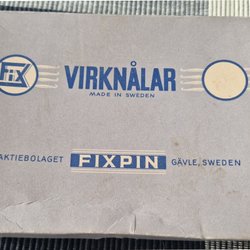 FIX
VIRKNÅLAR
MADE IN SWEDEN
AKTIEBOLAGET FIXPIN GÄVLE, SWEDEN